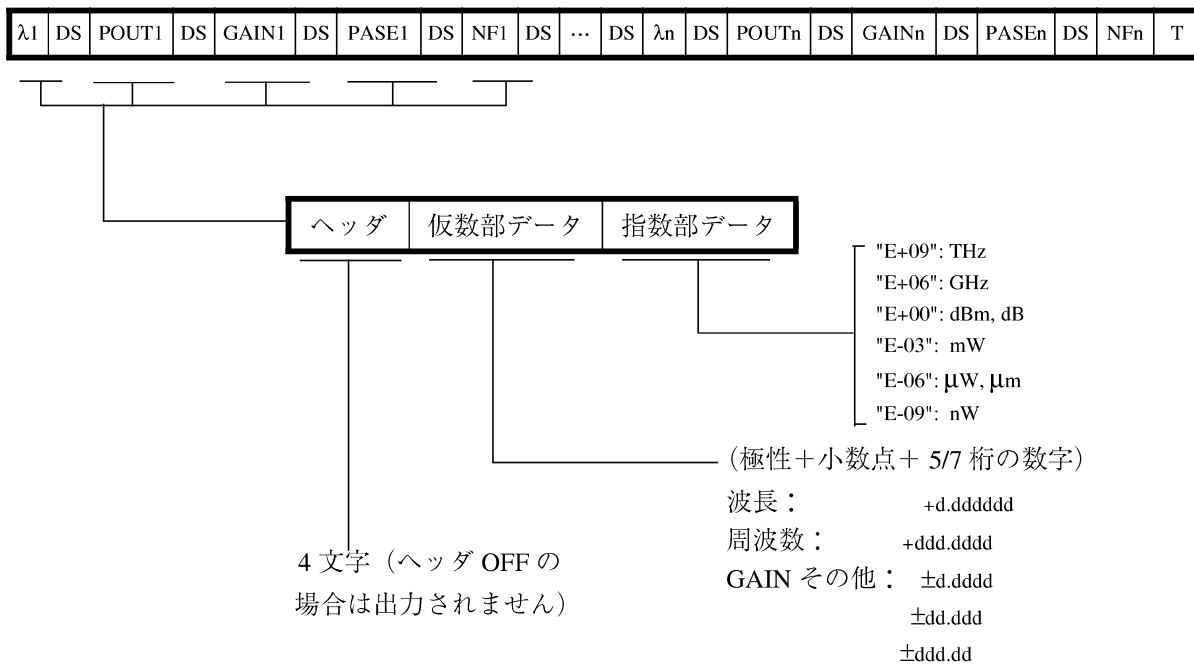 λ1 DS POUT1 DS GAIN1 DS PASE1 DS NF1 DS … DS λn DS POUTn DS GAINn DS PASEn DS NFn T
ヘッダ 仮数部データ 指数部データ
"E+09": THz
"E+06": GHz
"E+00": dBm, dB
"E-03": mW
"E-06": μW, μm
"E-09": nW
(極性+小数点+ 5/7 桁の数字)
波長: +d.dddddd
周波数: +ddd.dddd
GAIN その他: ±d.dddd
±dd.ddd
±ddd.dd
4 文字(ヘッダ OFF の
場合は出力されません)